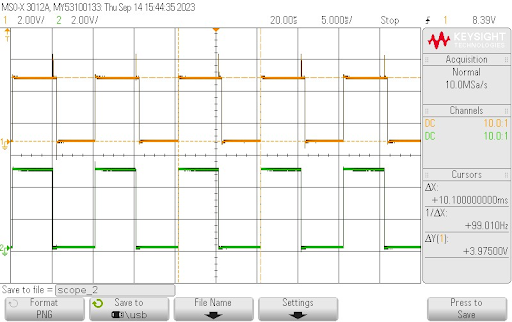 MSO-X 3012A, MY53100133: Thu Sep 14 15:44:35 2023
1 2.00V/ 2 2.00V/ 20.00s 5.000s/ Stop 1 8.39V
KEYSIGHT
TECHNOLOGIES
Acquisition
Normal
10.0MSa/s
Channels
DC 10.0:1
DC 10.0:1
Cursors
ΔX:
+10.100000000ms
1/ΔX:
+99.010Hz
ΔY(1):
+3.97500V
Save to file = scope_2
Format
PNG
Save to
\usb
File Name
Settings
Press to
Save